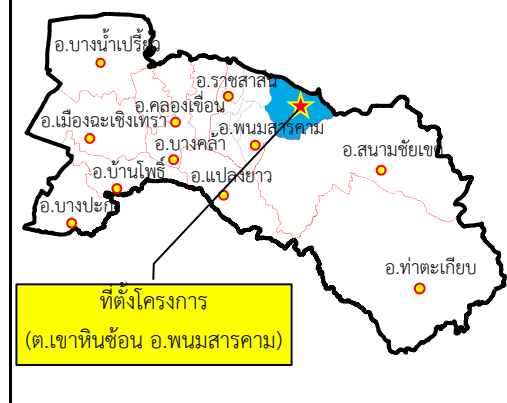 อ.บางน้ำเปรี้ยว
อ.ราชสาส์น
อ.คลองเขื่อน
อ.เมืองฉะเชิงเทรา
อ.พนมสารคาม
อ.บางคล้า
อ.สนามชัยเขต
อ.บ้านโพธิ์
อ.แปลงยาว
อ.บางปะกง
อ.ท่าตะเกียบ
ที่ตั้งโครงการ
(ต.เขาหินซ้อน อ.พนมสารคาม)